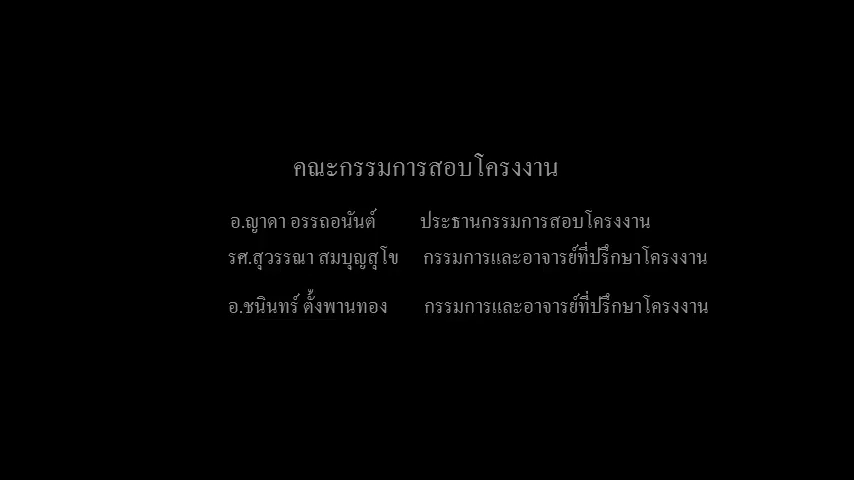 คณะกรรมการสอบโครงงาน
อ.ญาดา อรรถอนันต์ ประธานกรรมการสอบโครงงาน
รศ.สุวรรณา สมบุญสุโข กรรมการและอาจารย์ที่ปรึกษาโครงงาน
อ.ชนินทร์ ตั้งพานทอง กรรมการและอาจารย์ที่ปรึกษาโครงงาน